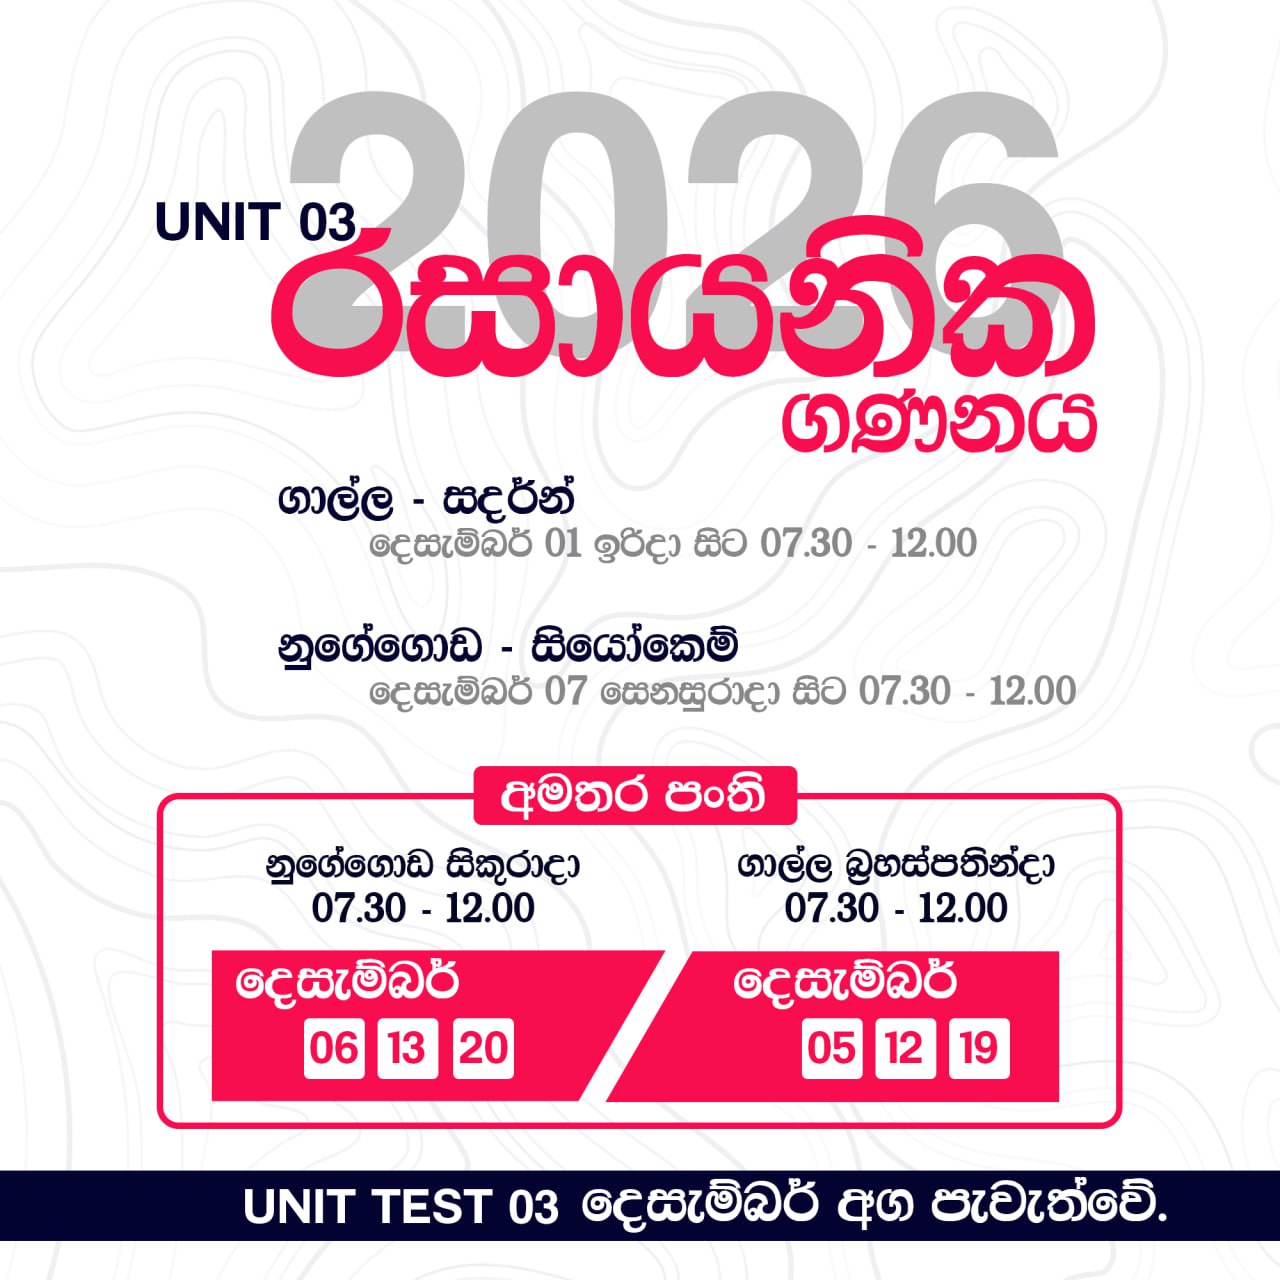 2026
UNIT 03
රසායනික
ගණනය
ගාල්ල - සදර්න්
දෙසැම්බර් 01 ඉරිදා සිට 07.30 - 12.00
නුගේගොඩ - සියෝකෙම්
දෙසැම්බර් 07 සෙනසුරාදා සිට 07.30 - 12.00
අමතර පංති
නුගේගොඩ සිකුරාදා
07.30 - 12.00
දෙසැම්බර්
06 13 20
ගාල්ල බ්‍රහස්පතින්දා
07.30 - 12.00
දෙසැම්බර්
05 12 19
UNIT TEST 03 දෙසැම්බර් අග පැවැත්වේ.